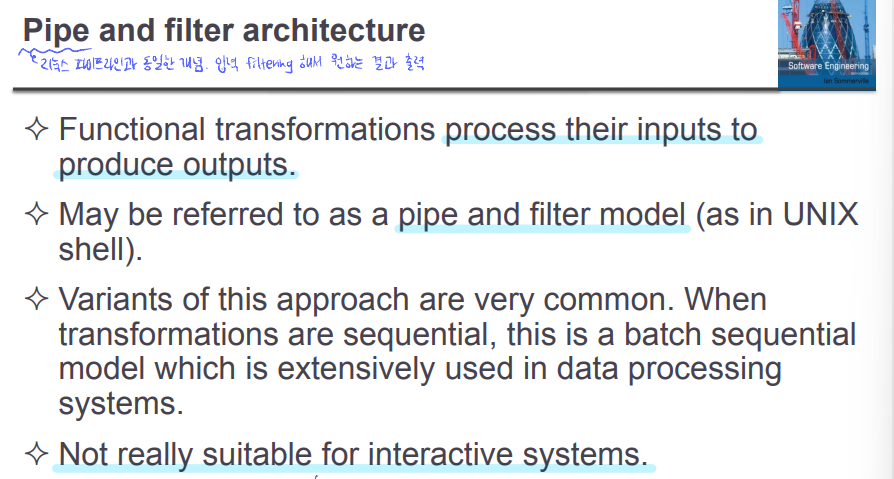 Pipe and filter architecture
리눅스 파이프라인과 동일한 개념. 입력 filtering 해서 원하는 결과 출력
Software Engineering
Ian Sommerville
✧ Functional transformations process their inputs to
produce outputs.
✧ May be referred to as a pipe and filter model (as in UNIX
shell).
✧ Variants of this approach are very common. When
transformations are sequential, this is a batch sequential
model which is extensively used in data processing
systems.
✧ Not really suitable for interactive systems.